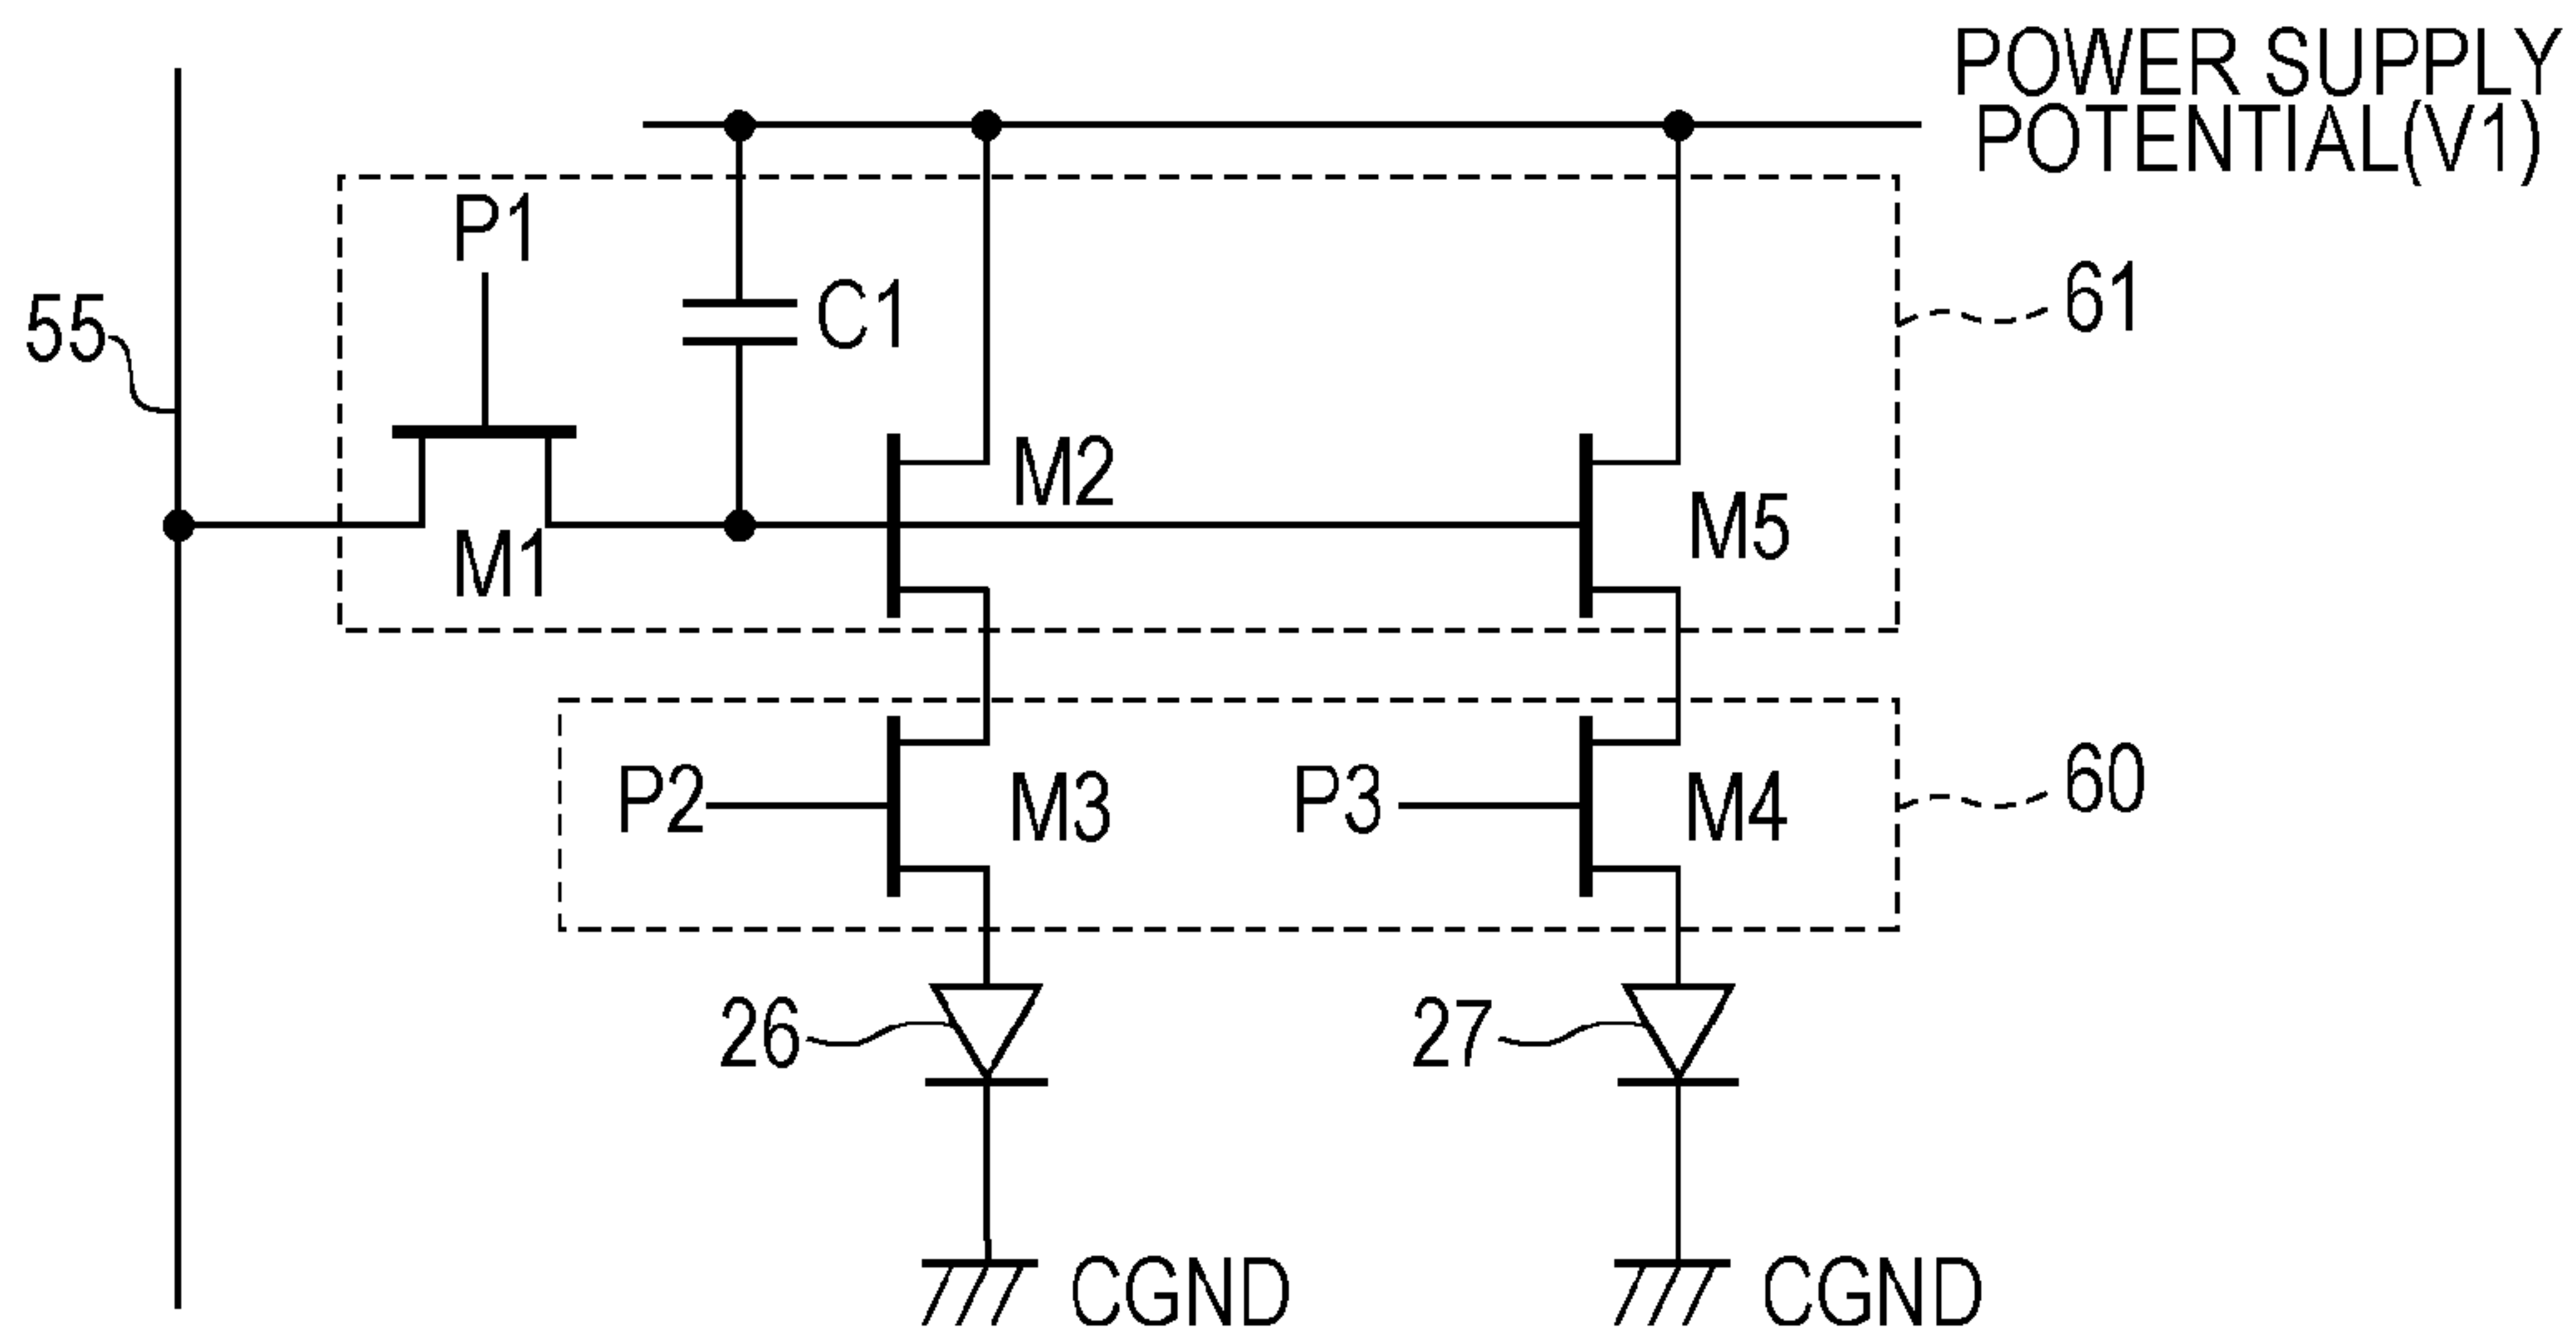 POWER SUPPLY
POTENTIAL(V1)
P1
55
C1
61
M2
M5
M1
P2
M3
P3
M4
60
26
27
CGND
CGND